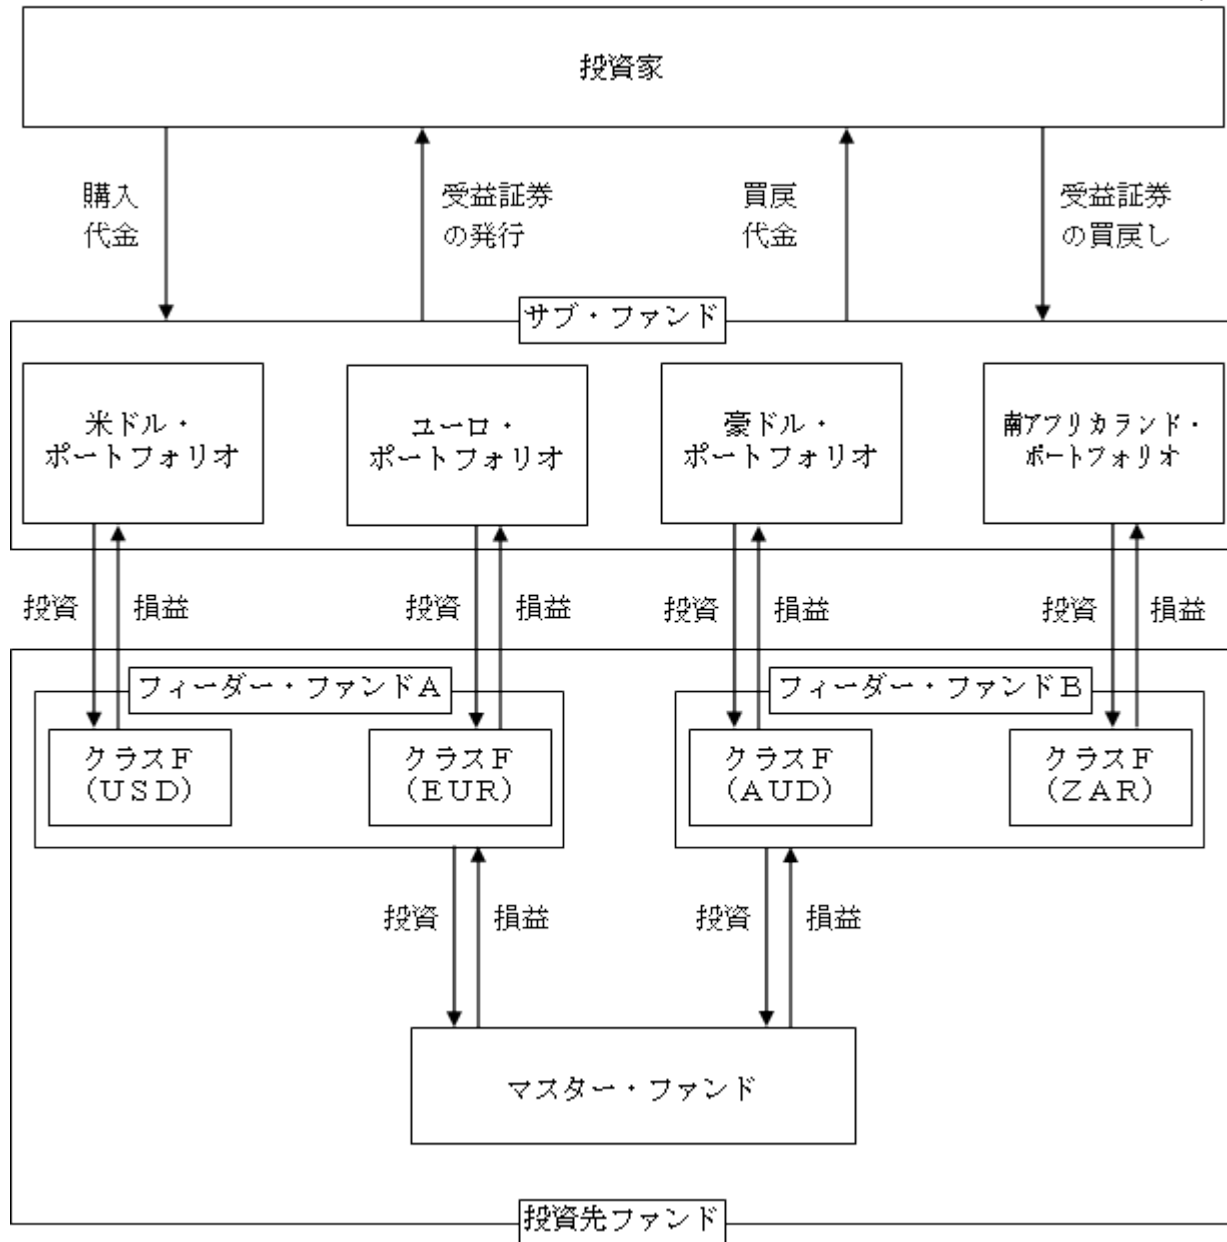 投資家
購入
代金
受益証券
の発行
買戻
代金
受益証券
の買戻し
サブ・ファンド
米ドル・
ポートフォリオ
ユーロ・
ポートフォリオ
豪ドル・
ポートフォリオ
南アフリカランド・
ポートフォリオ
投資
損益
投資
損益
投資
損益
投資
損益
フィーダー・ファンドA
フィーダー・ファンドB
クラスF
(USD)
クラスF
(EUR)
クラスF
(AUD)
クラスF
(ZAR)
投資
損益
投資
損益
マスター・ファンド
投資先ファンド